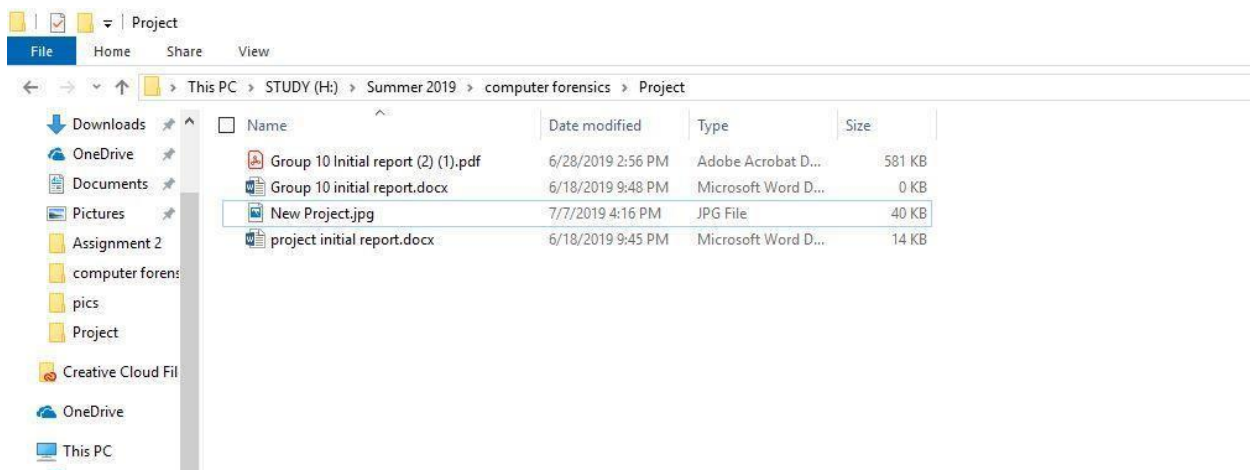 Project
File Home Share View
This PC > STUDY (H:) > Summer 2019 > computer forensics > Project
Downloads
OneDrive
Documents
Pictures
Assignment 2
computer forens
pics
Project
Creative Cloud Fil
OneDrive
This PC
Name Date modified Type Size
Group 10 Initial report (2) (1).pdf 6/28/2019 2:56 PM Adobe Acrobat D... 581 KB
Group 10 initial report.docx 6/18/2019 9:48 PM Microsoft Word D... 0 KB
New Project.jpg 7/7/2019 4:16 PM JPG File 40 KB
project initial report.docx 6/18/2019 9:45 PM Microsoft Word D... 14 KB